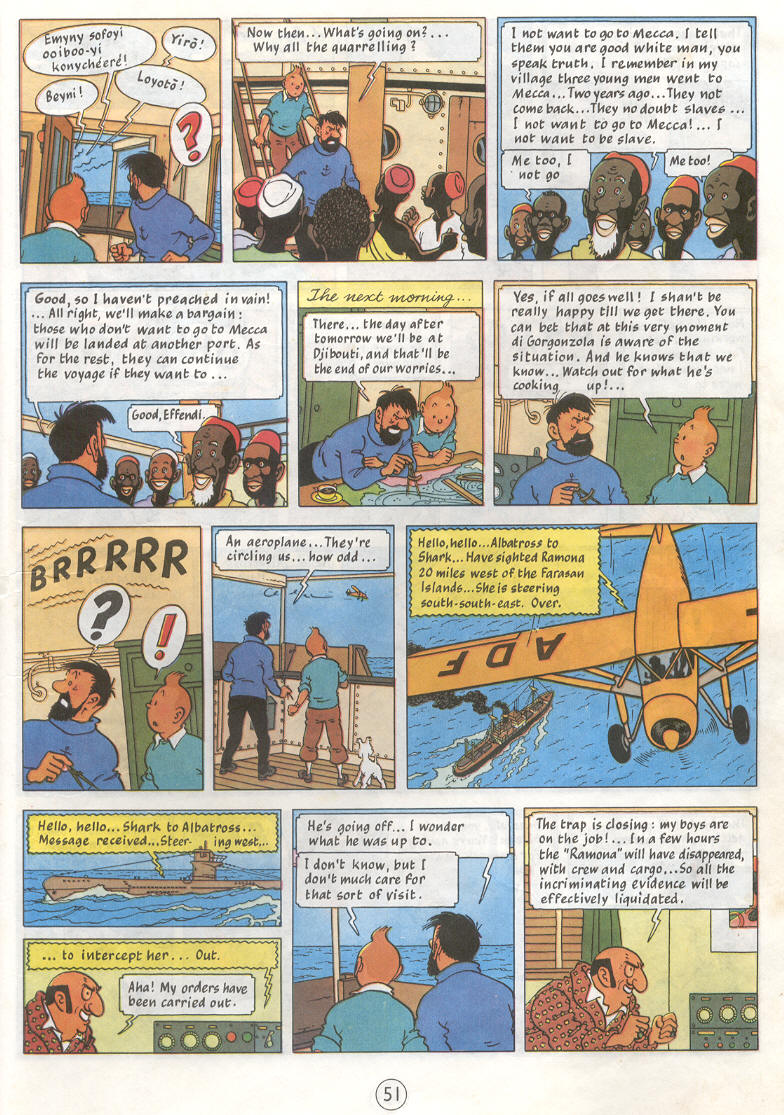 Emyny sofoyi
ooiboo-yi
konychéeré!
Yirō!
Loyotō!
Beyni!
?
Now then... What's going on?...
Why all the quarrelling?
I not want to go to Mecca. I tell
them you are good white man, you
speak truth. I remember in my
village three young men went to
Mecca... Two years ago... They not
come back... They no doubt slaves...
I not want to go to Mecca!... I
not want to be slave.
Me too, I
not go
Me too!
Good, so I haven't preached in vain!
... All right, we'll make a bargain:
those who don't want to go to Mecca
will be landed at another port. As
for the rest, they can continue
the voyage if they want to...
Good, Effendi.
The next morning...
There... the day after
tomorrow we'll be at
Djibouti, and that'll be
the end of our worries...
Yes, if all goes well! I shan't be
really happy till we get there. You
can bet that at this very moment
di Gorgonzola is aware of the
situation. And he knows that we
know... Watch out for what he's
cooking up!...
BRRRRR
?
!
An aeroplane... They're
circling us... how odd...
Hello, hello... Albatross to
Shark... Have sighted Ramona
20 miles west of the Farasan
Islands... She is steering
south-south-east. Over.
ADF
Hello, hello... Shark to Albatross...
Message received... Steering west...
... to intercept her... Out.
Aha! My orders have
been carried out.
He's going off... I wonder
what he was up to.
I don't know, but I
don't much care for
that sort of visit.
The trap is closing: my boys are
on the job!... In a few hours
the "Ramona" will have disappeared,
with crew and cargo... So all the
incriminating evidence will be
effectively liquidated.
51